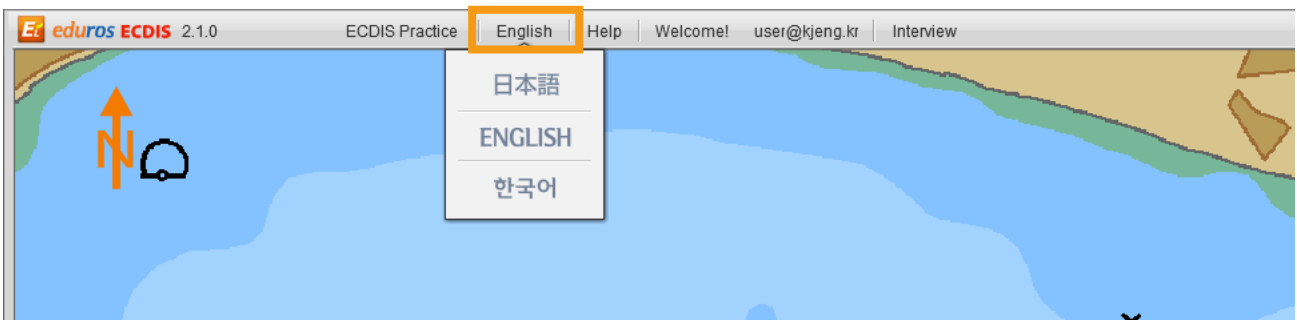 eduros ECDIS 2.1.0 ECDIS Practice English Help Welcome! user@kjeng.kr Interview
日本語
ENGLISH
한국어
N